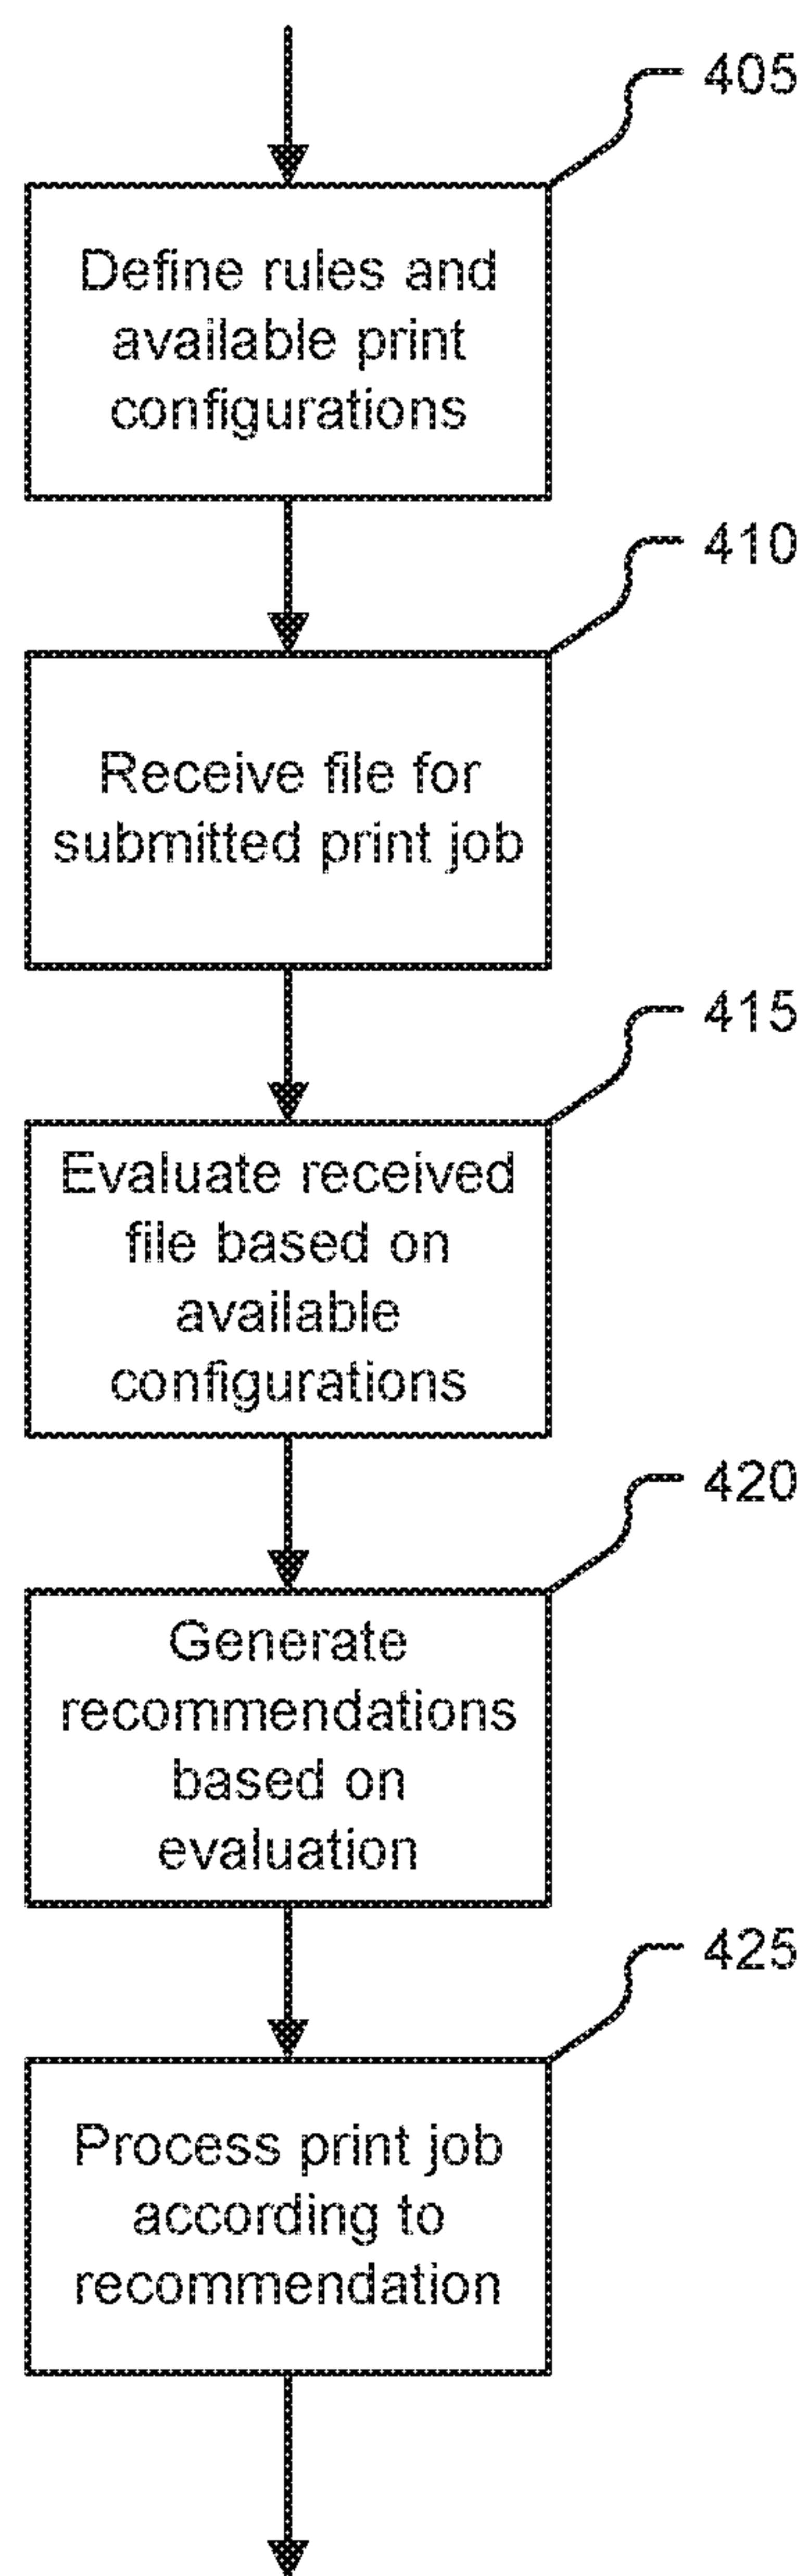 405
Define rules and
available print
configurations
410
Receive file for
submitted print job
415
Evaluate received
file based on
available
configurations
420
Generate
recommendations
based on
evaluation
425
Process print job
according to
recommendation